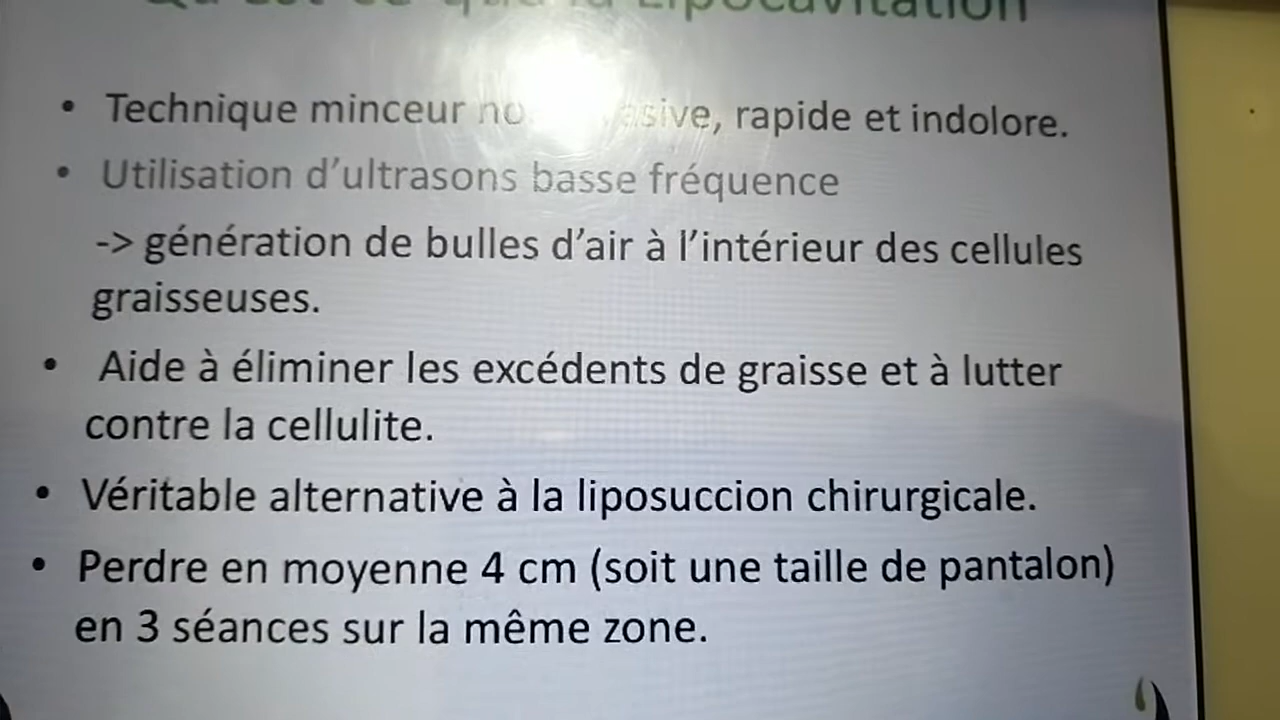 Lipocavitation
• Technique minceur rapide et indolore.
• Utilisation d’ultrasons basse fréquence
-> génération de bulles d’air à l’intérieur des cellules
graisseuses.
• Aide à éliminer les excédents de graisse et à lutter
contre la cellulite.
• Véritable alternative à la liposuccion chirurgicale.
• Perdre en moyenne 4 cm (soit une taille de pantalon)
en 3 séances sur la même zone.